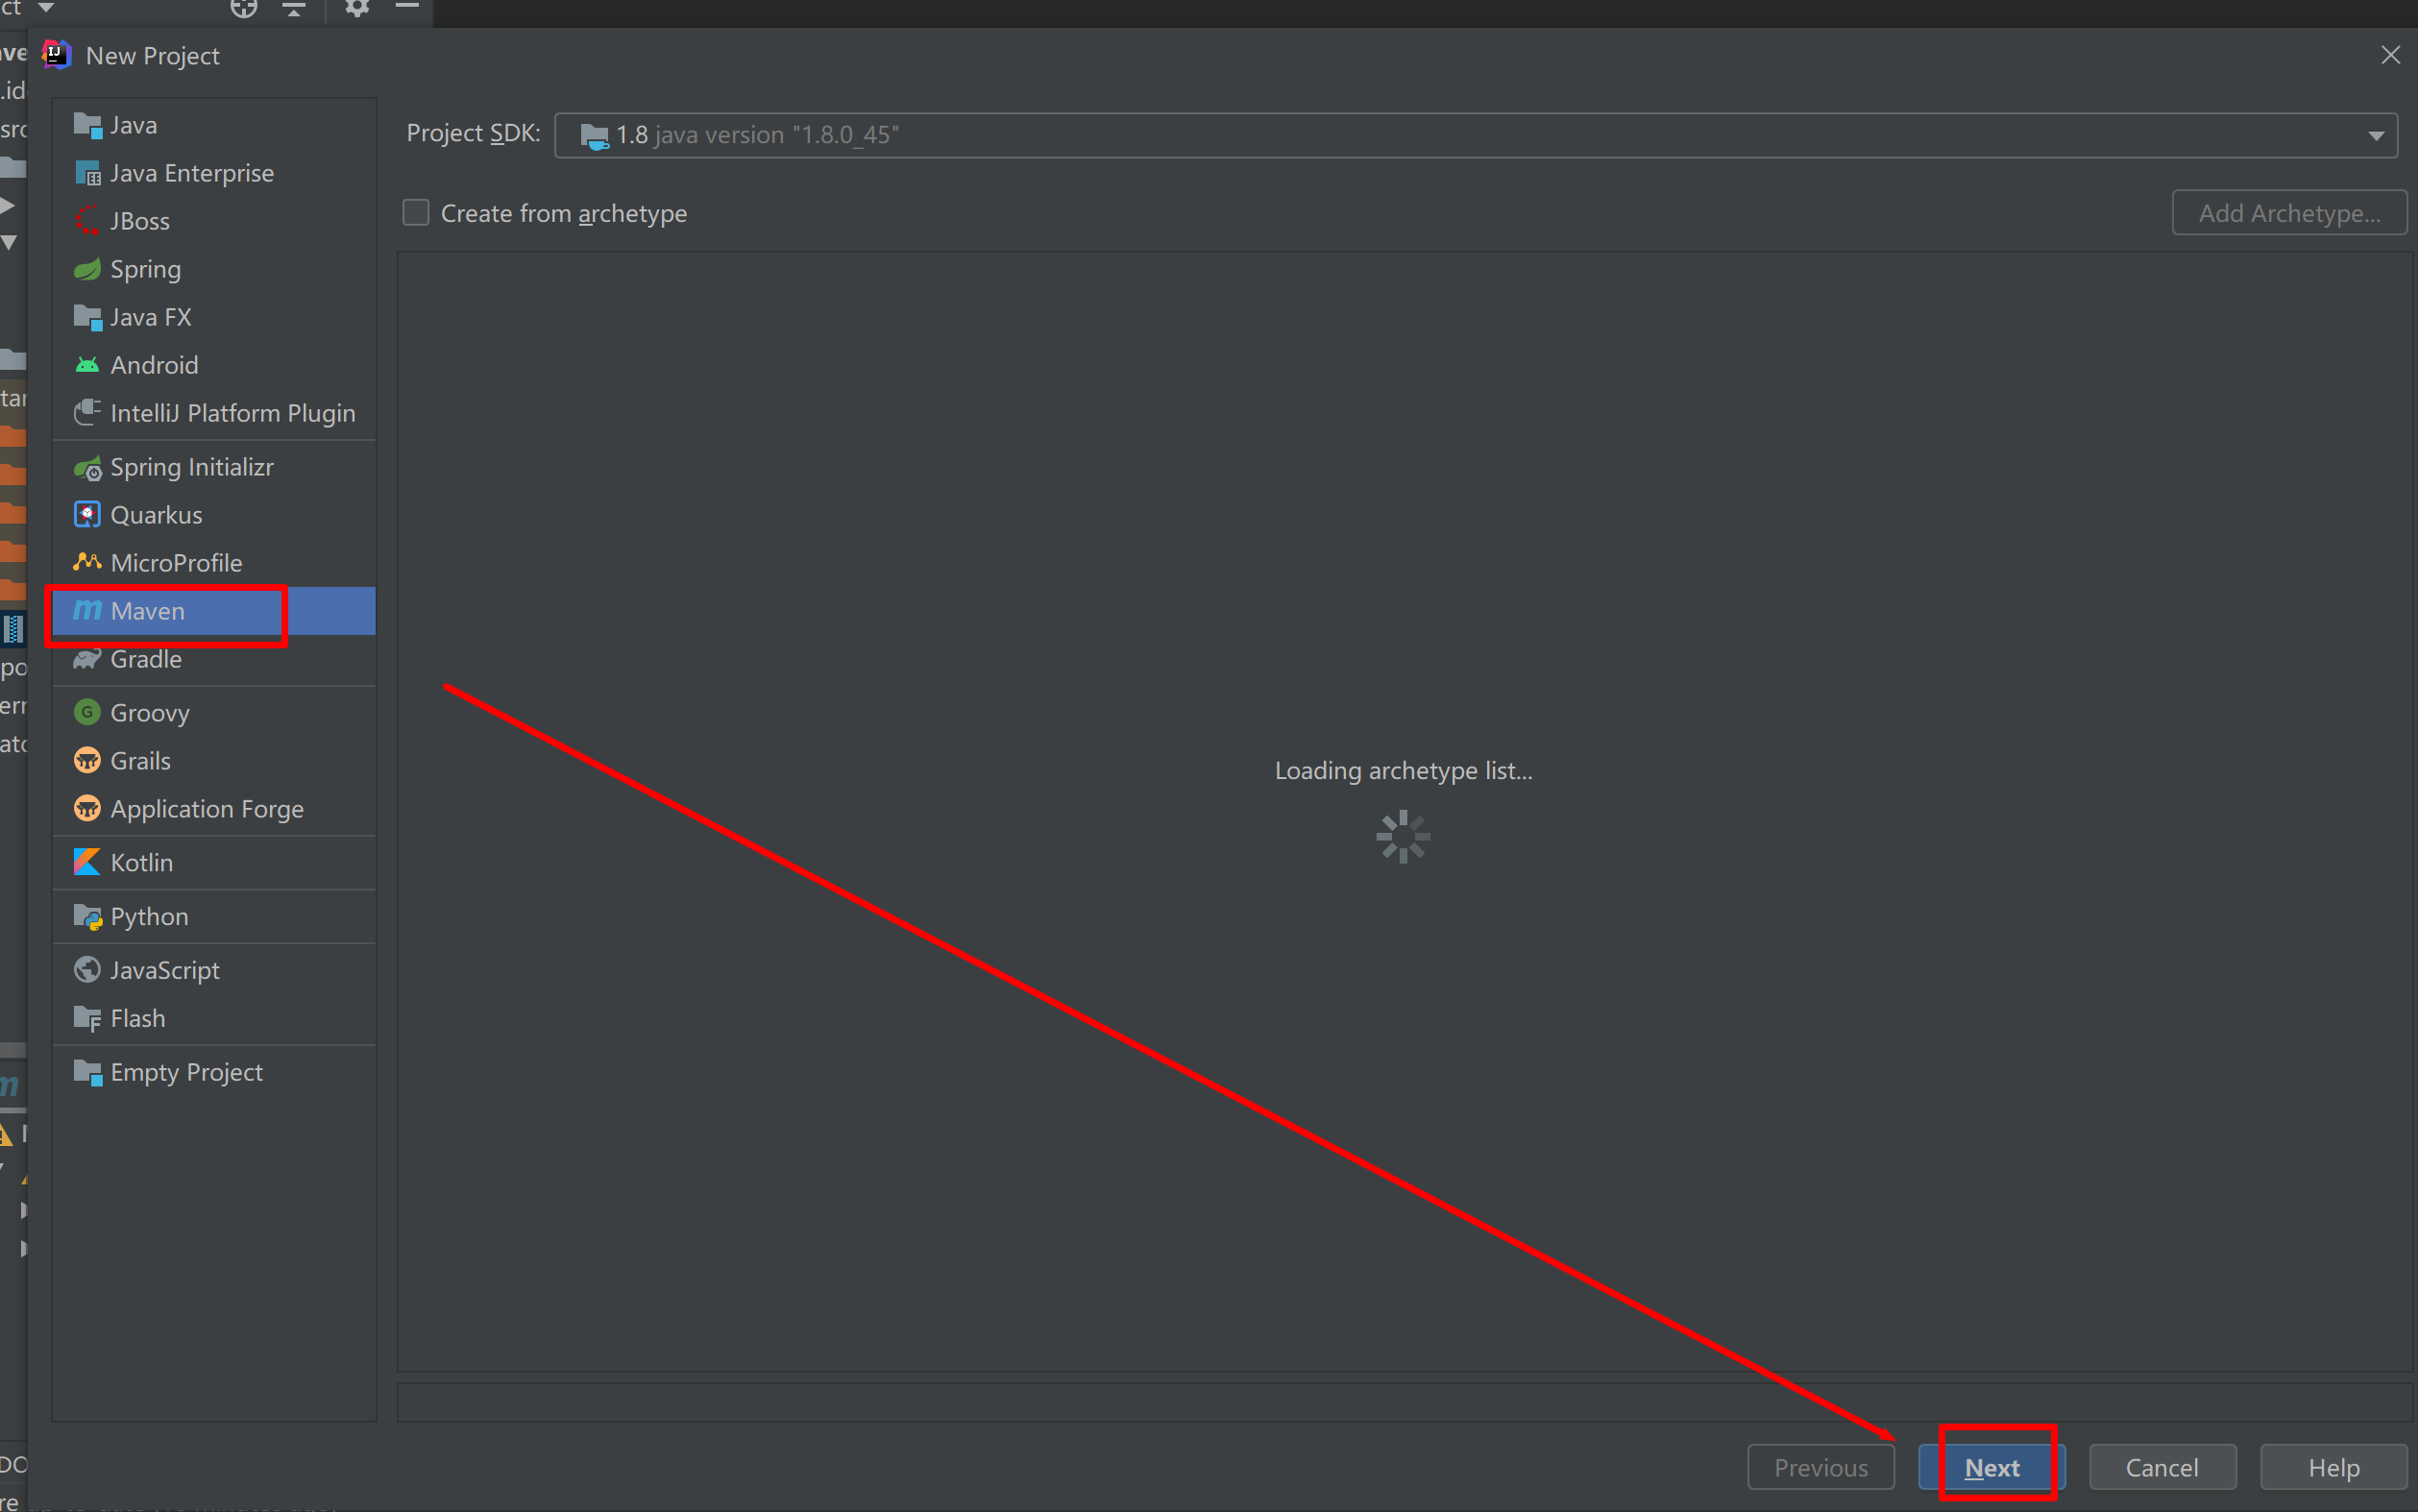 New Project
Java
Java Enterprise
JBoss
Spring
Java FX
Android
IntelliJ Platform Plugin
Spring Initializr
Quarkus
MicroProfile
Maven
Gradle
Groovy
Grails
Application Forge
Kotlin
Python
JavaScript
Flash
Empty Project
Project SDK: 1.8 java version "1.8.0_45"
Create from archetype
Add Archetype...
Loading archetype list...
Previous
Next
Cancel
Help